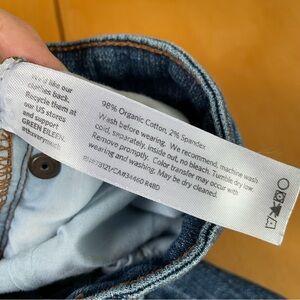 We'd like our
clothes back.
Recycle them at
our US stores
and support
GREEN EILEEN.
98% Organic Cotton, 2% Spandex
Wash before wearing. We recommend, machine wash
cold, separately, inside out, no bleach. Tumble dry low.
Remove promptly. Color transfer may occur with
wearing and washing. May be dry cleaned.